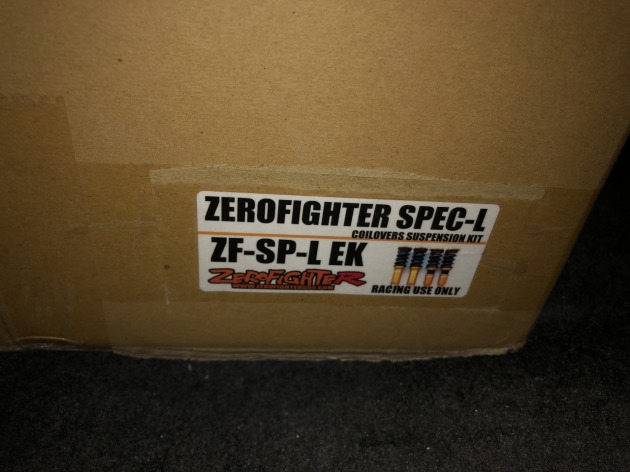 ZEROFIGHTER SPEC-L
COILOVERS SUSPENSION KIT
ZF-SP-L EK
ZEROFIGHTER
RACING USE ONLY